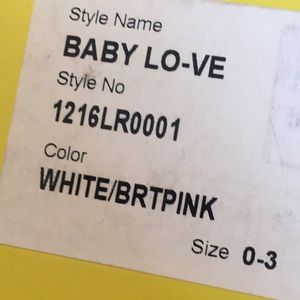 Style Name
BABY LO-VE
Style No
1216LR0001
Color
WHITE/BRTPINK
Size 0-3